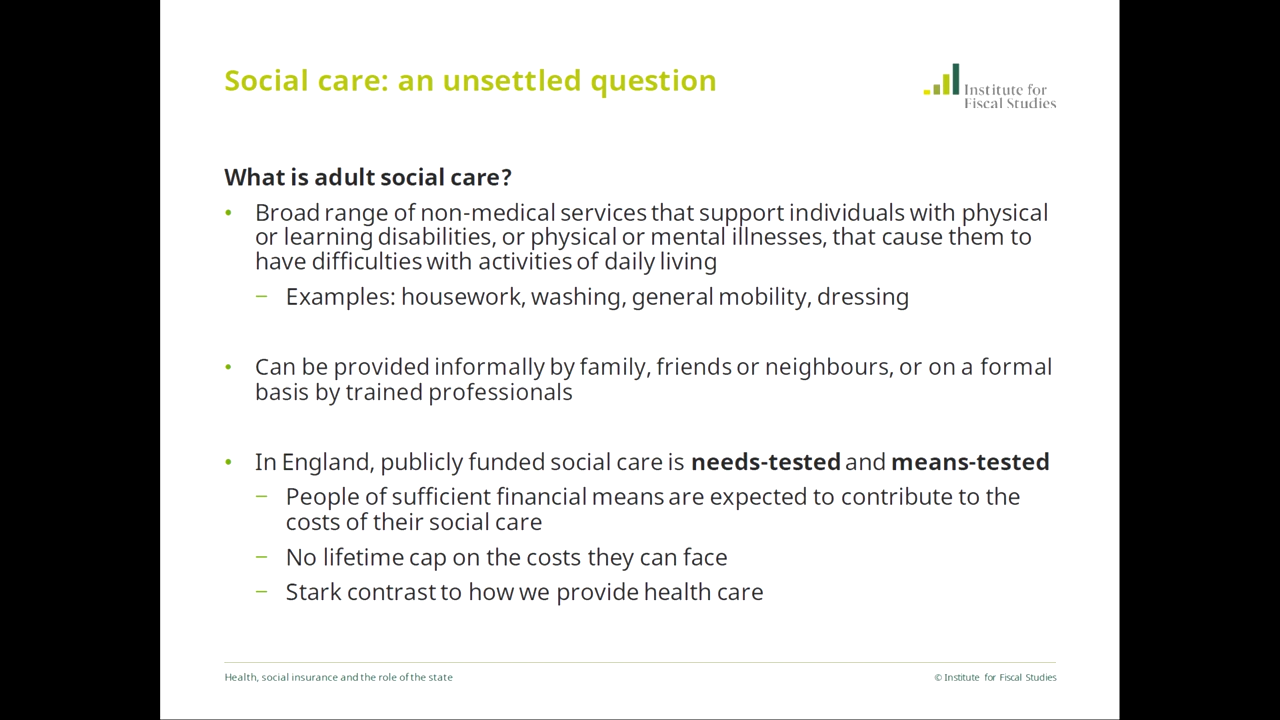 Social care: an unsettled question
Institute for
Fiscal Studies
What is adult social care?
• Broad range of non-medical services that support individuals with physical
or learning disabilities, or physical or mental illnesses, that cause them to
have difficulties with activities of daily living
– Examples: housework, washing, general mobility, dressing
• Can be provided informally by family, friends or neighbours, or on a formal
basis by trained professionals
• In England, publicly funded social care is needs-tested and means-tested
– People of sufficient financial means are expected to contribute to the
costs of their social care
– No lifetime cap on the costs they can face
– Stark contrast to how we provide health care
Health, social insurance and the role of the state
© Institute for Fiscal Studies